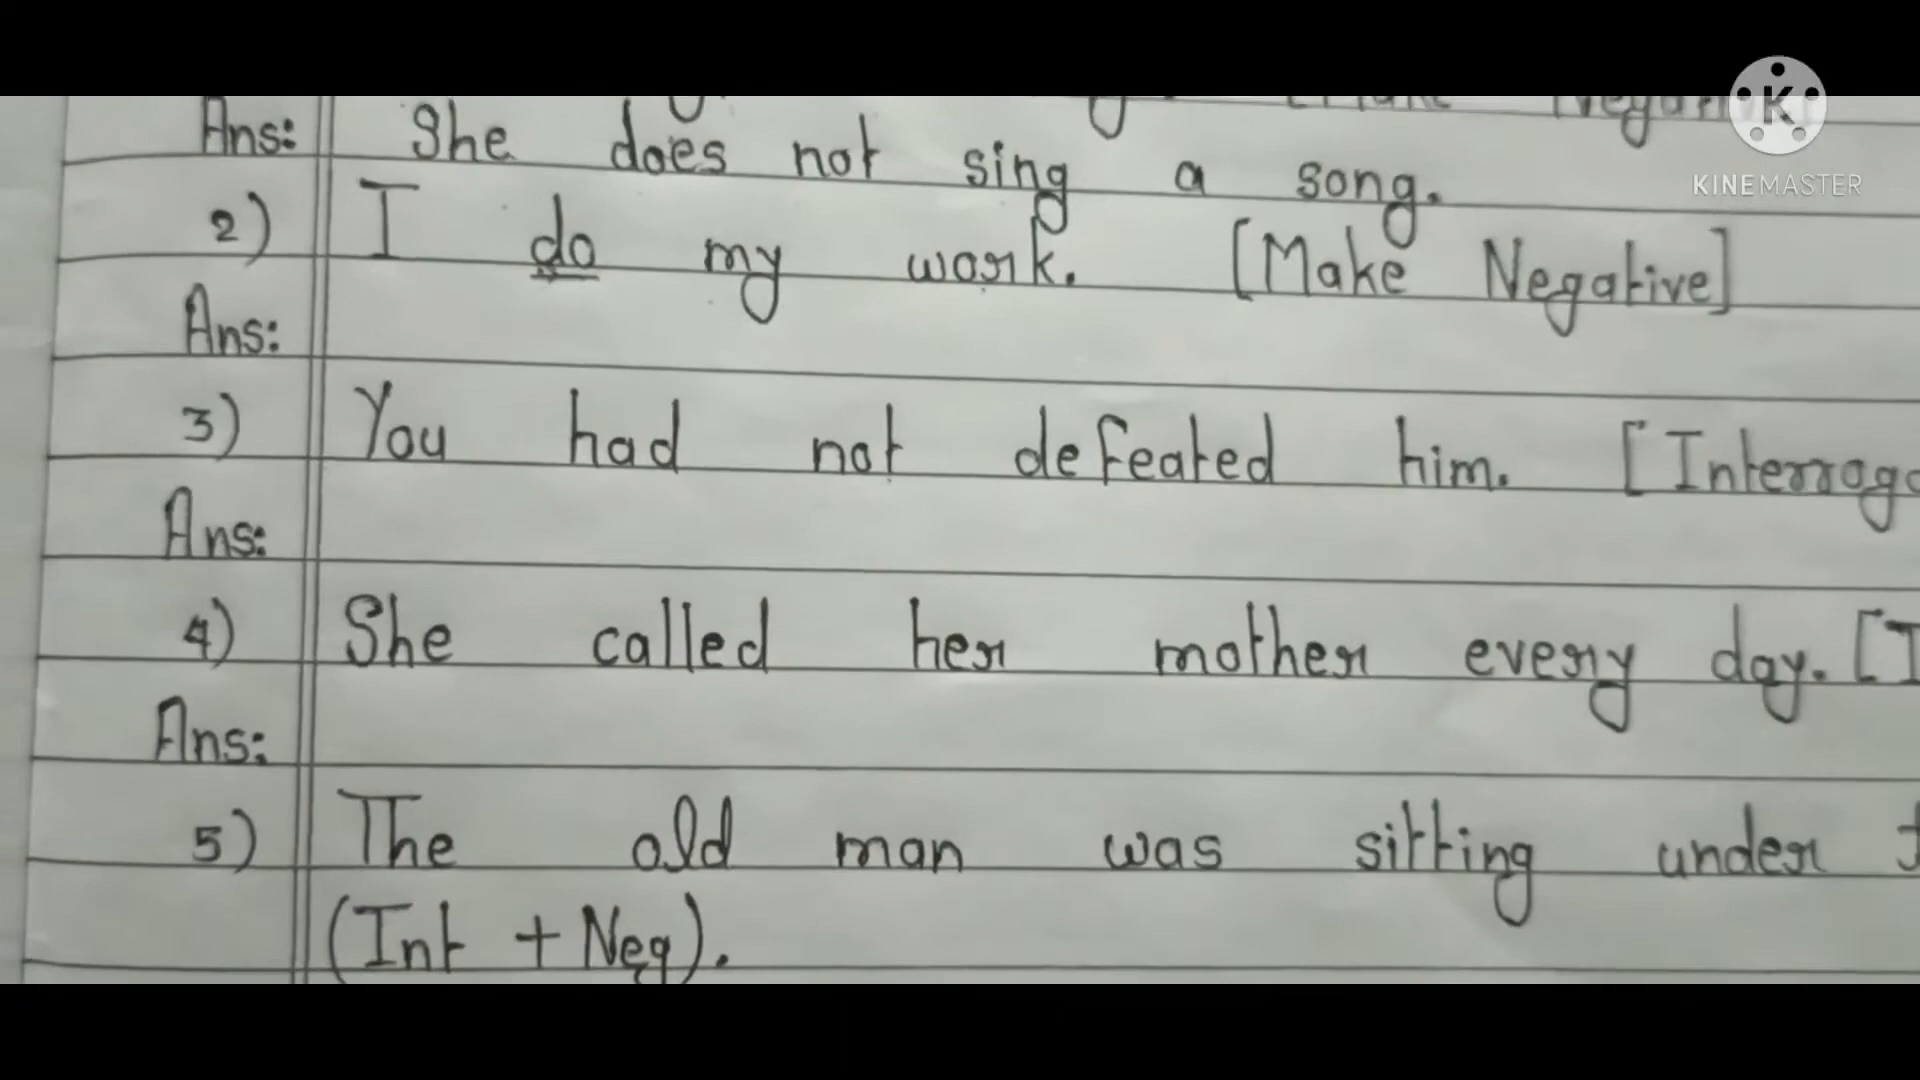 Ans: She does not sing a song.
2) I do my work. [Make Negative]
Ans:
3) You had not defeated him. [Interroga
Ans:
4) She called her mother every day. [I
Ans:
5) The old man was sitting under
(Int + Neg).
K
KINEMASTER